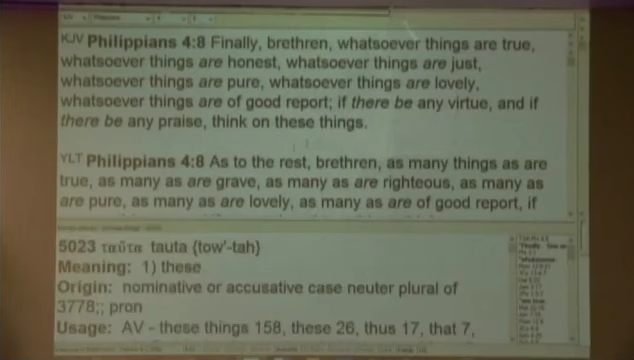 KJV Philippians 4:8 Finally, brethren, whatsoever things are true,
whatsoever things are honest, whatsoever things are just,
whatsoever things are pure, whatsoever things are lovely,
whatsoever things are of good report; if there be any virtue, and if
there be any praise, think on these things.
YLT Philippians 4:8 As to the rest, brethren, as many things as are
true, as many as are grave, as many as are righteous, as many as
are pure, as many as are lovely, as many as are of good report, if
5023 ταῦτα tauta {tow'-tah}
Meaning: 1) these
Origin: nominative or accusative case neuter plural of
3778;; pron
Usage: AV - these things 158, these 26, thus 17, that 7,